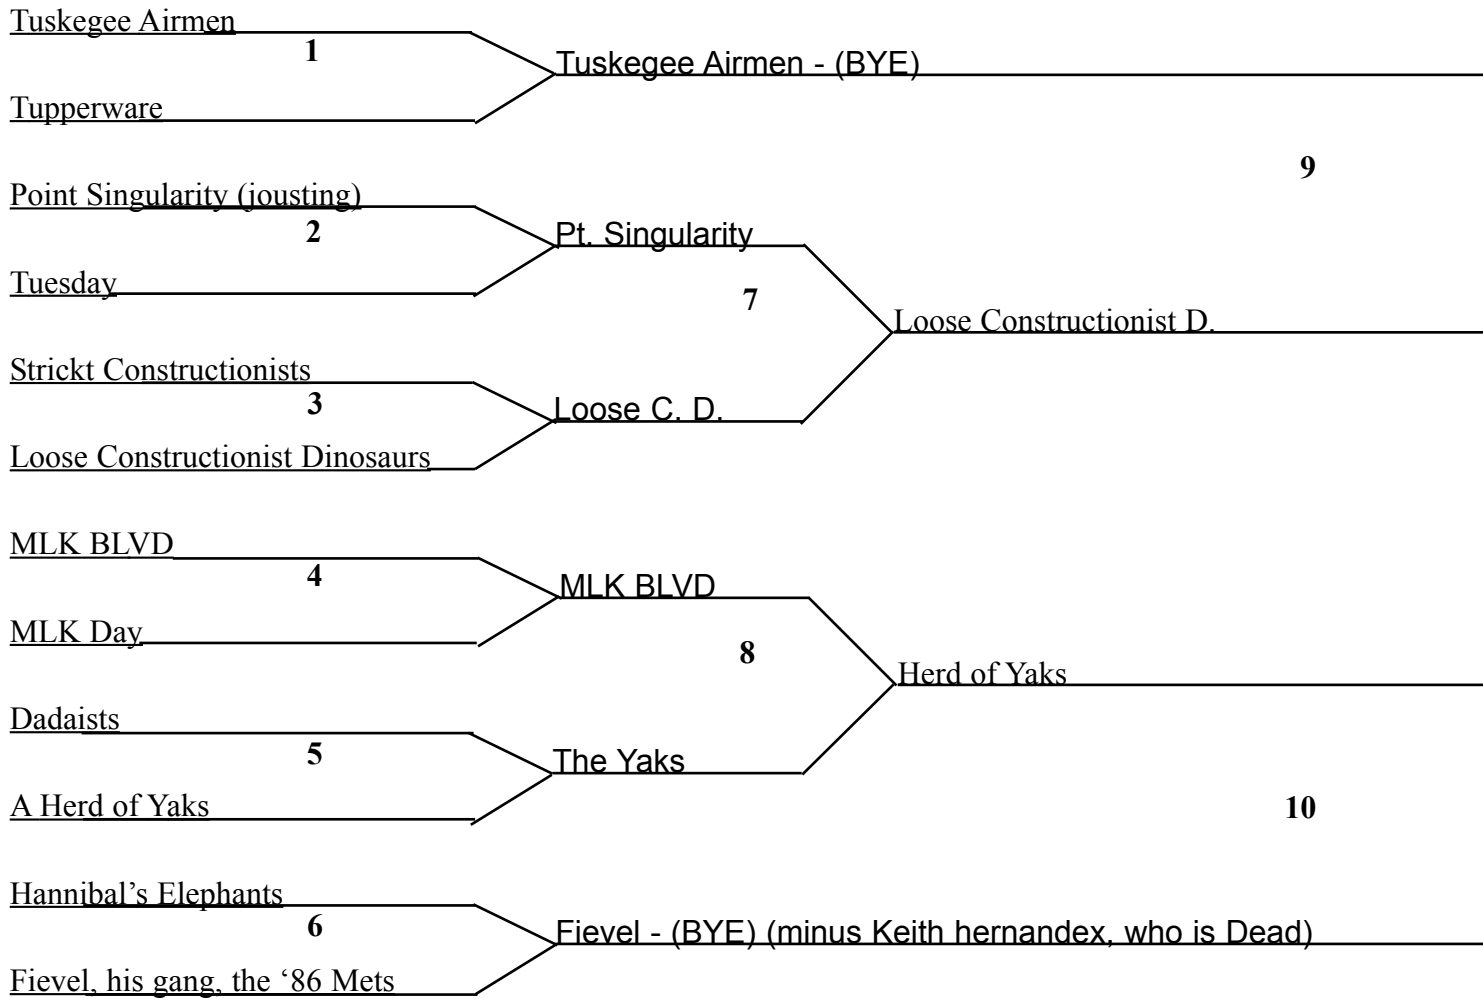 Tuskegee Airmen
1
Tuskegee Airmen - (BYE)
Tupperware
9
Point Singularity (jousting)
2
Pt. Singularity
Tuesday
7
Loose Constructionist D.
Strickt Constructionists
3
Loose C. D.
Loose Constructionist Dinosaurs
MLK BLVD
4
MLK BLVD
MLK Day
8
Herd of Yaks
Dadaists
5
The Yaks
A Herd of Yaks
10
Hannibal’s Elephants
6
Fievel - (BYE) (minus Keith hernandex, who is Dead)
Fievel, his gang, the ‘86 Mets